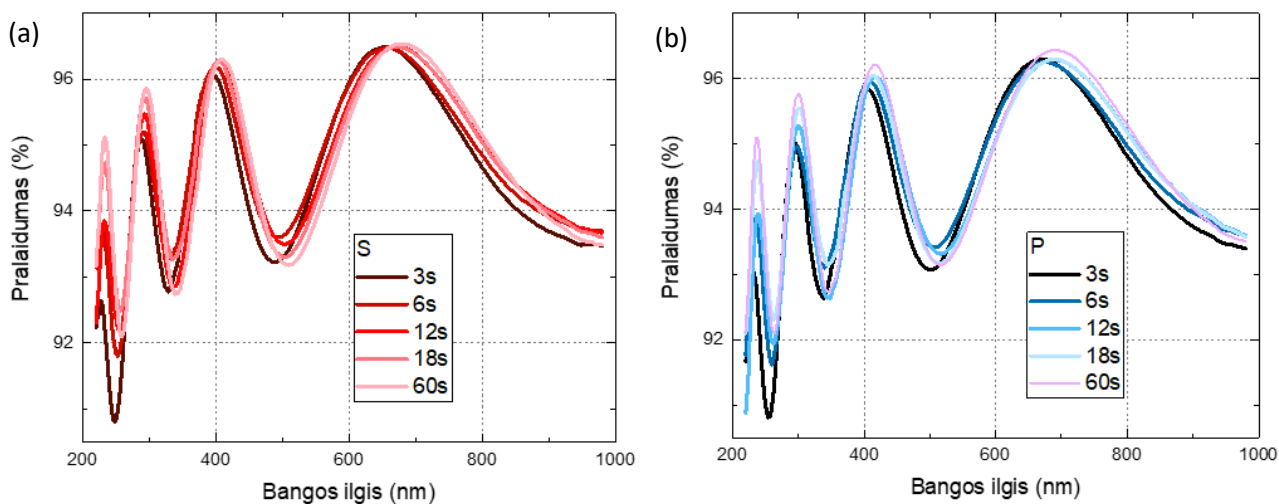 (a)
Pralaidumas (%)
96
94
92
200
400
600
800
1000
Bangos ilgis (nm)
S
3s
6s
12s
18s
60s
(b)
Pralaidumas (%)
96
94
92
200
400
600
800
1000
Bangos ilgis (nm)
P
3s
6s
12s
18s
60s